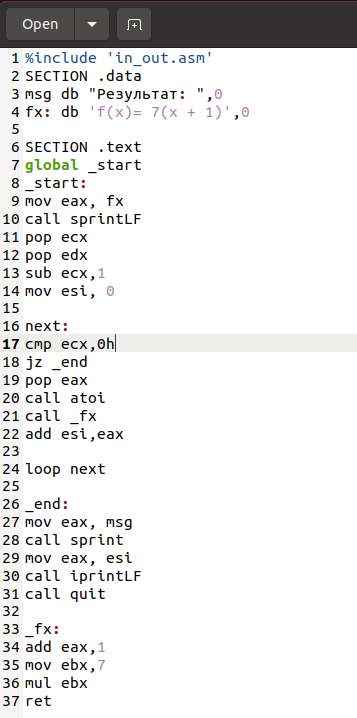 Open
1 %include 'in_out.asm'
2 SECTION .data
3 msg db "Результат: ",0
4 fx: db 'f(x)= 7(x + 1)',0
5
6 SECTION .text
7 global _start
8 _start:
9 mov eax, fx
10 call sprintLF
11 pop ecx
12 pop edx
13 sub ecx,1
14 mov esi, 0
15
16 next:
17 cmp ecx,0h
18 jz _end
19 pop eax
20 call atoi
21 call _fx
22 add esi,eax
23
24 loop next
25
26 _end:
27 mov eax, msg
28 call sprint
29 mov eax, esi
30 call iprintLF
31 call quit
32
33 _fx:
34 add eax,1
35 mov ebx,7
36 mul ebx
37 ret